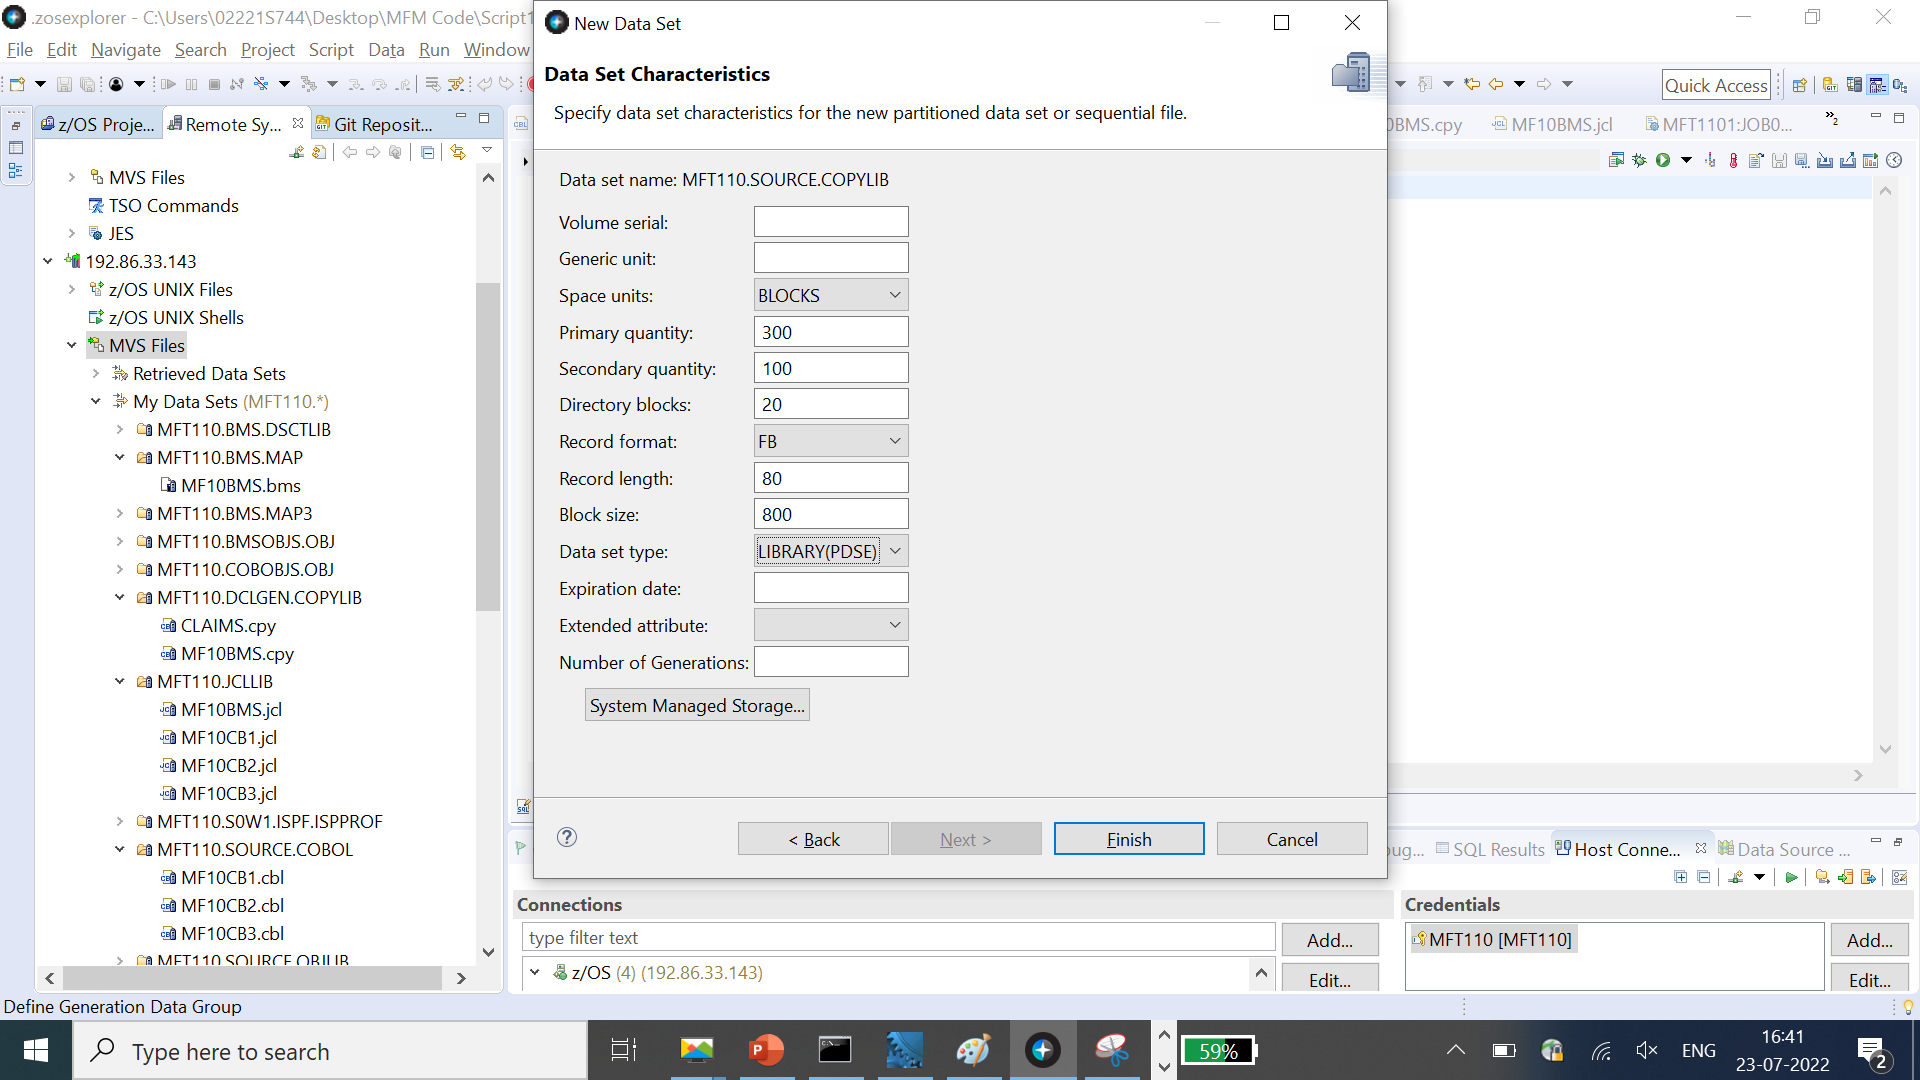 .zosexplorer - C:\Users\02221S744\Desktop\MFM Code\Script1
File Edit Navigate Search Project Script Data Run Window
Quick Access
z/OS Proje...
Remote Sy...
Git Reposit...
MVS Files
TSO Commands
JES
192.86.33.143
z/OS UNIX Files
z/OS UNIX Shells
MVS Files
Retrieved Data Sets
My Data Sets (MFT110.*)
MFT110.BMS.DSCTLIB
MFT110.BMS.MAP
MF10BMS.bms
MFT110.BMS.MAP3
MFT110.BMSOBJS.OBJ
MFT110.COBOBJS.OBJ
MFT110.DCLGEN.COPYLIB
CLAIMS.cpy
MF10BMS.cpy
MFT110.JCLLIB
MF10BMS.jcl
MF10CB1.jcl
MF10CB2.jcl
MF10CB3.jcl
MFT110.S0W1.ISPF.ISPPROF
MFT110.SOURCE.COBOL
MF10CB1.cbl
MF10CB2.cbl
MF10CB3.cbl
MFT110.SOURCE.OBJLIB
Define Generation Data Group
New Data Set
Data Set Characteristics
Specify data set characteristics for the new partitioned data set or sequential file.
Data set name: MFT110.SOURCE.COPYLIB
Volume serial:
Generic unit:
Space units: BLOCKS
Primary quantity: 300
Secondary quantity: 100
Directory blocks: 20
Record format: FB
Record length: 80
Block size: 800
Data set type: LIBRARY(PDSE)
Expiration date:
Extended attribute:
Number of Generations:
System Managed Storage...
< Back
Next >
Finish
Cancel
0BMS.cpy
MF10BMS.jcl
MFT1101:JOB0...
2
SQL Results
Host Conne...
Data Source ...
Connections
type filter text
Add...
z/OS (4) (192.86.33.143)
Edit...
Credentials
MFT110 [MFT110]
Add...
Edit...
Type here to search
59%
ENG
16:41
23-07-2022
2